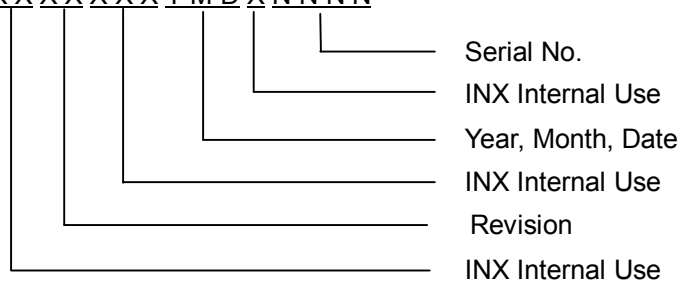 X X X X X X Y M D X N N N N
Serial No.
INX Internal Use
Year, Month, Date
INX Internal Use
Revision
INX Internal Use